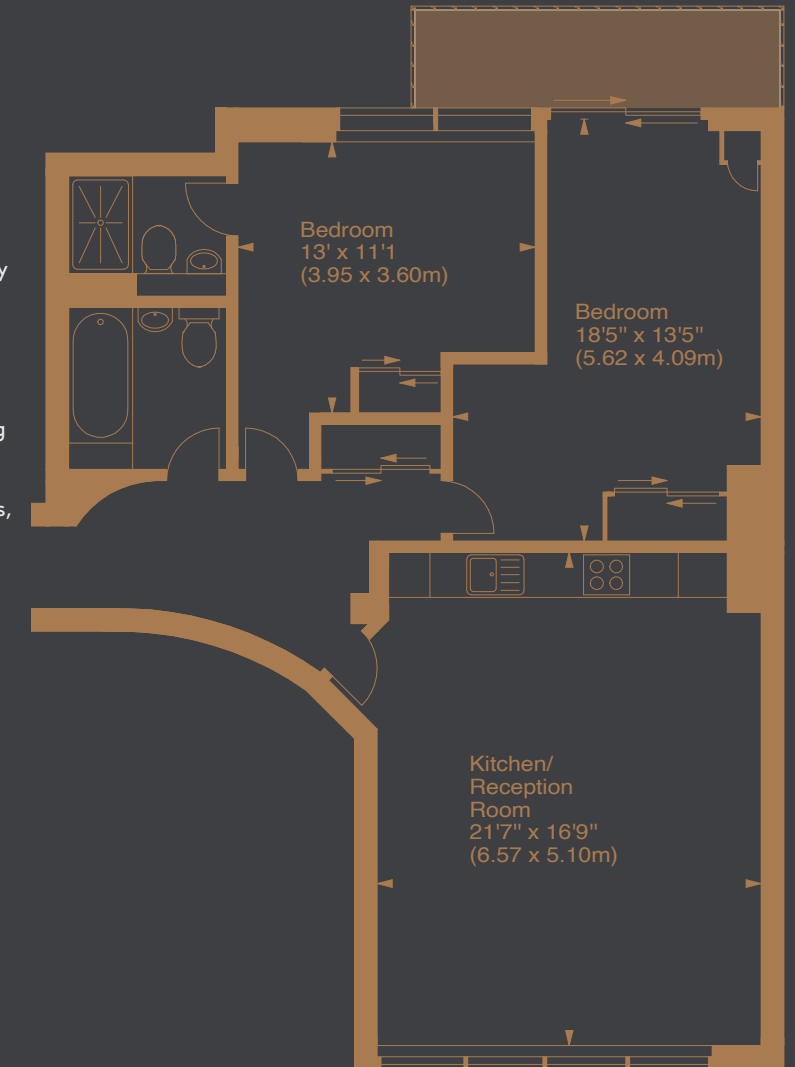 y
g
s,
Bedroom
13' x 11'1
(3.95 x 3.60m)
Bedroom
18'5" x 13'5"
(5.62 x 4.09m)
Kitchen/
Reception
Room
21'7" x 16'9"
(6.57 x 5.10m)